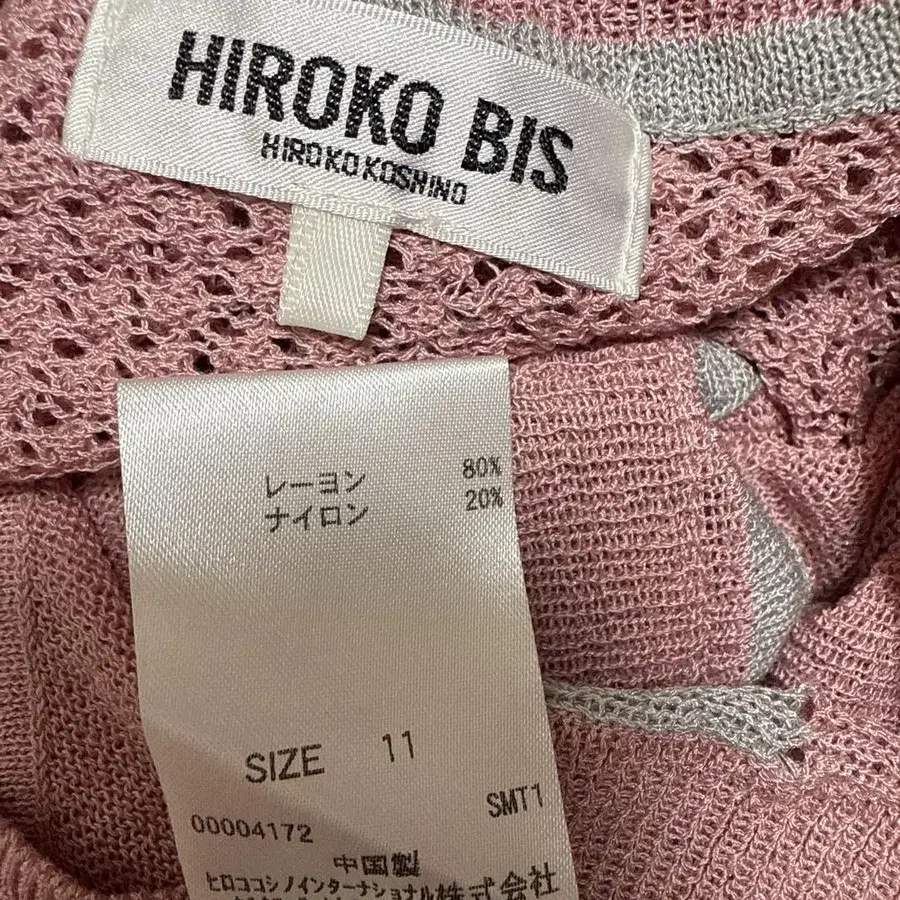 HIROKO BIS
HIROKO KOSHINO
レーヨン 80%
ナイロン 20%
SIZE 11
SMT1
00004172
中国製
ヒロココシノインターナショナル株式会社